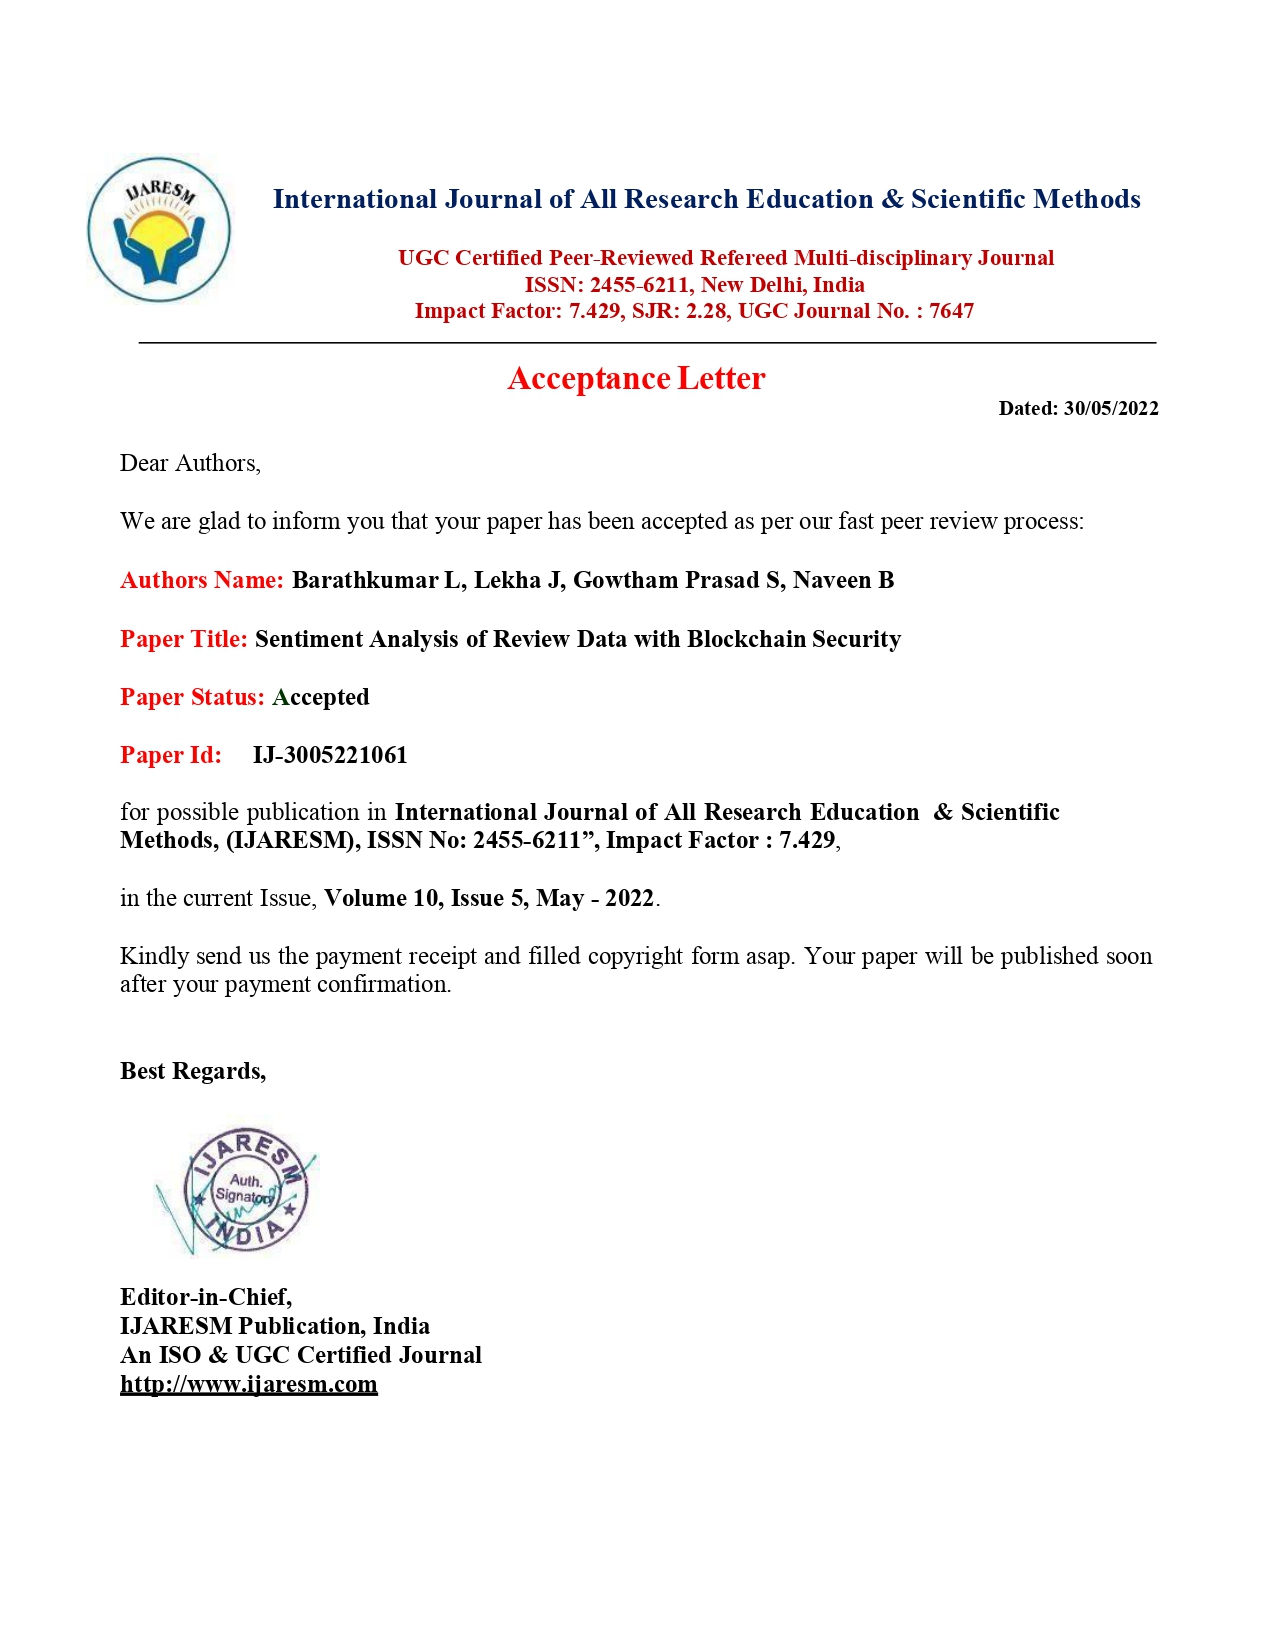 IJARESM
International Journal of All Research Education & Scientific Methods
UGC Certified Peer-Reviewed Refereed Multi-disciplinary Journal
ISSN: 2455-6211, New Delhi, India
Impact Factor: 7.429, SJR: 2.28, UGC Journal No. : 7647
Acceptance Letter
Dated: 30/05/2022
Dear Authors,
We are glad to inform you that your paper has been accepted as per our fast peer review process:
Authors Name: Barathkumar L, Lekha J, Gowtham Prasad S, Naveen B
Paper Title: Sentiment Analysis of Review Data with Blockchain Security
Paper Status: Accepted
Paper Id: IJ-3005221061
for possible publication in International Journal of All Research Education & Scientific
Methods, (IJARESM), ISSN No: 2455-6211”, Impact Factor : 7.429,
in the current Issue, Volume 10, Issue 5, May - 2022.
Kindly send us the payment receipt and filled copyright form asap. Your paper will be published soon
after your payment confirmation.
Best Regards,
IJARESM
Auth.
Signatory
INDIA
Editor-in-Chief,
IJARESM Publication, India
An ISO & UGC Certified Journal
http://www.ijaresm.com